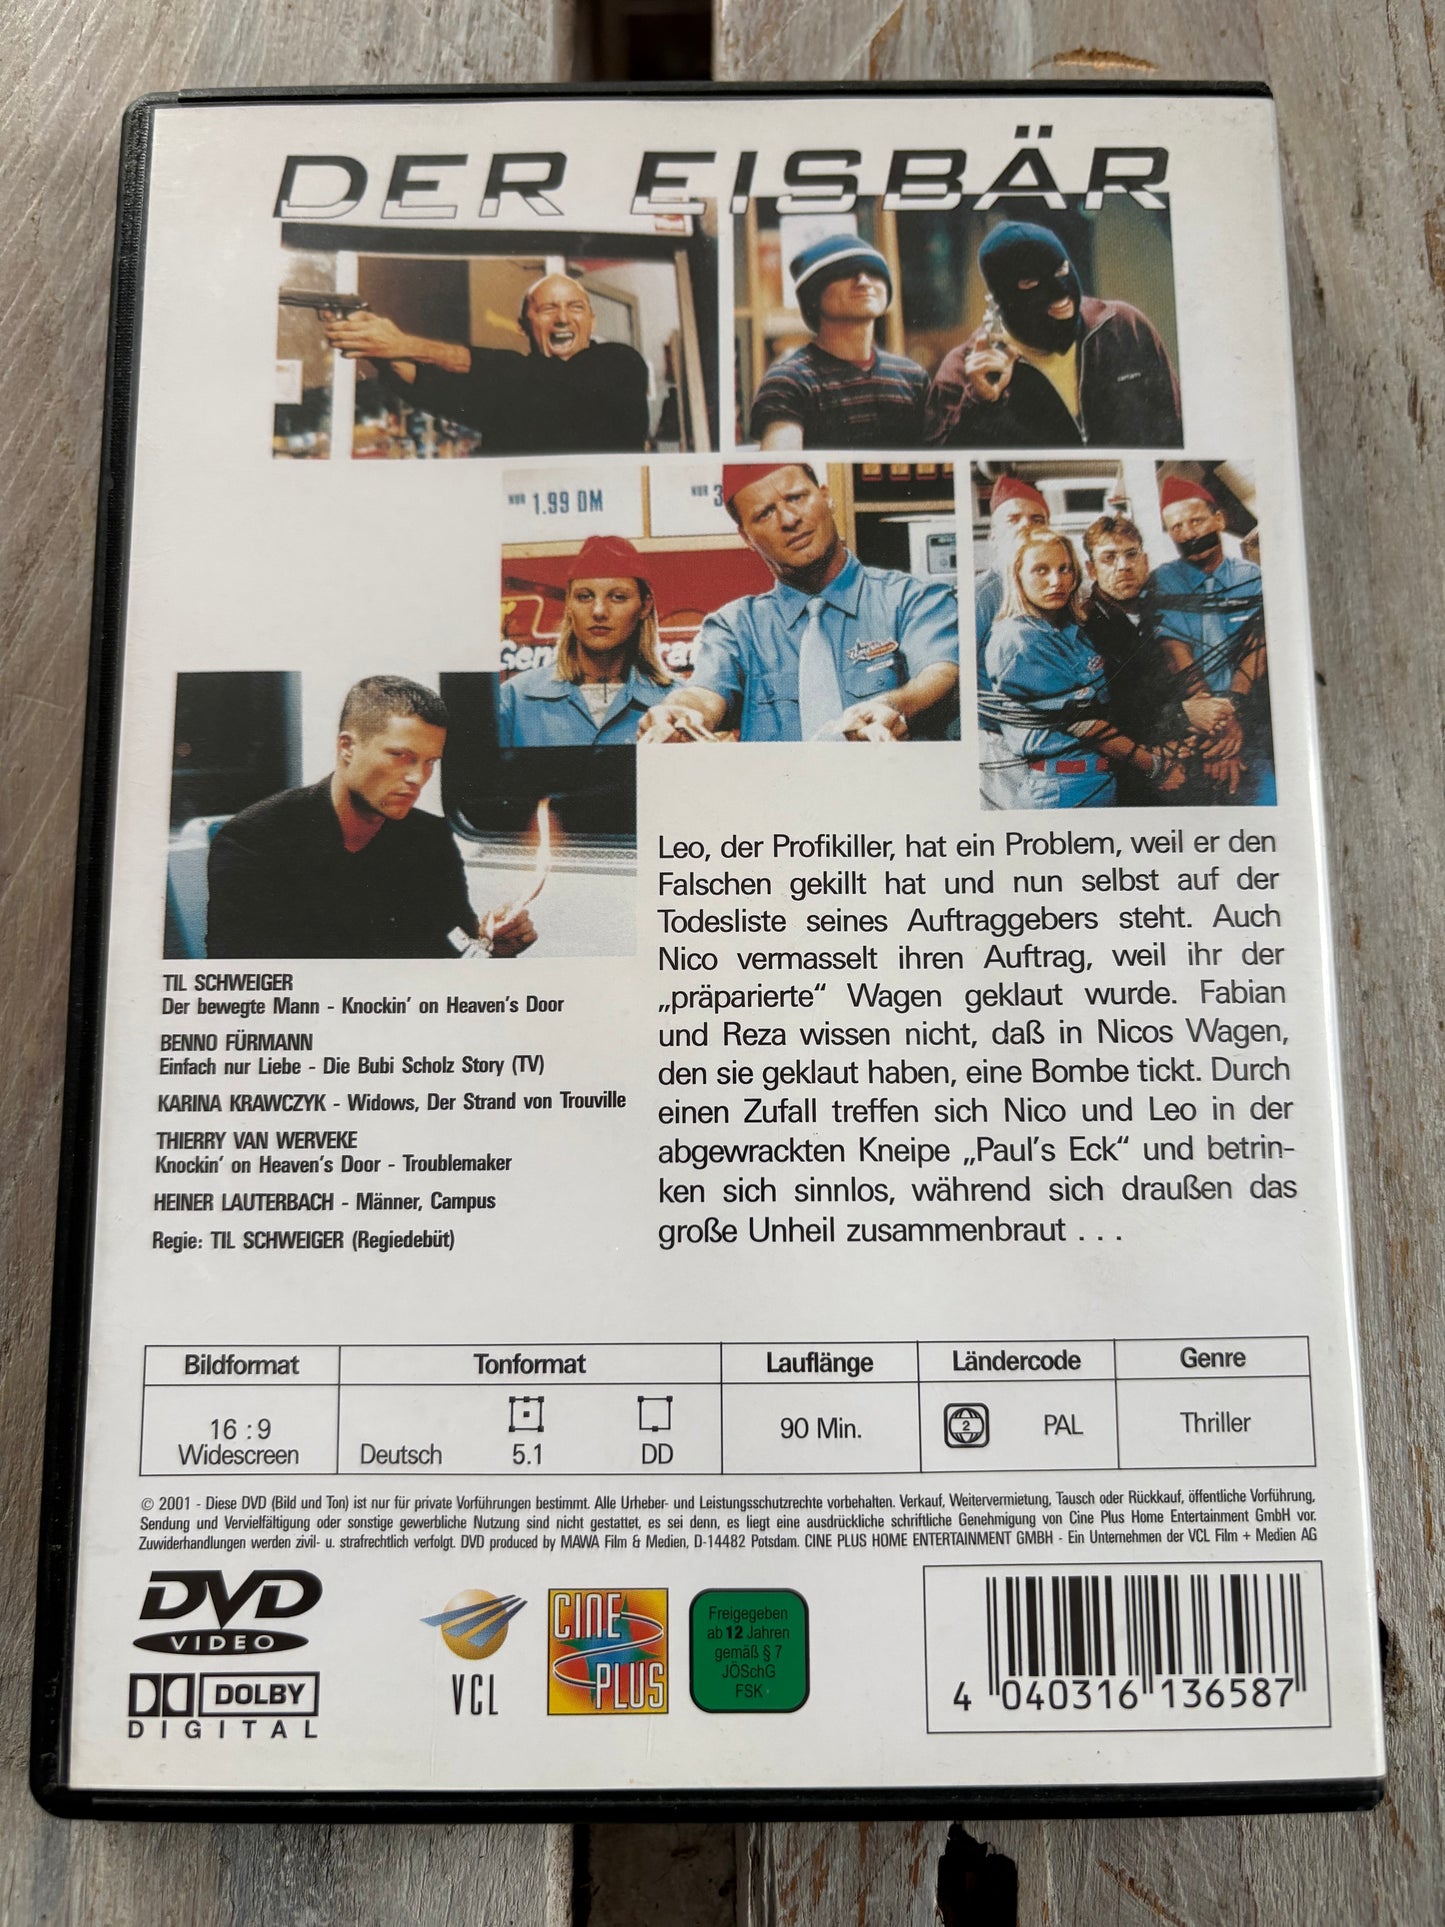 DER EISBÄR
NUR 1.99 DM
NUR 3
cartam
Leo, der Profikiller, hat ein Problem, weil er den
Falschen gekillt hat und nun selbst auf der
Todesliste seines Auftraggebers steht. Auch
Nico vermasselt ihren Auftrag, weil ihr der
„präparierte“ Wagen geklaut wurde. Fabian
und Reza wissen nicht, daß in Nicos Wagen,
den sie geklaut haben, eine Bombe tickt. Durch
einen Zufall treffen sich Nico und Leo in der
abgewrackten Kneipe „Paul's Eck“ und betrin-
ken sich sinnlos, während sich draußen das
große Unheil zusammenbraut . . .
TIL SCHWEIGER
Der bewegte Mann - Knockin' on Heaven's Door
BENNO FÜRMANN
Einfach nur Liebe - Die Bubi Scholz Story (TV)
KARINA KRAWCZYK - Widows, Der Strand von Trouville
THIERRY VAN WERVEKE
Knockin' on Heaven's Door - Troublemaker
HEINER LAUTERBACH - Männer, Campus
Regie: TIL SCHWEIGER (Regiedebüt)
Bildformat Tonformat Lauflänge Ländercode Genre
16 : 9
Widescreen
Deutsch 5.1 DD
90 Min.
2 PAL
Thriller
© 2001 - Diese DVD (Bild und Ton) ist nur für private Vorführungen bestimmt. Alle Urheber- und Leistungsschutzrechte vorbehalten. Verkauf, Weitervermietung, Tausch oder Rückkauf, öffentliche Vorführung,
Sendung und Vervielfältigung oder sonstige gewerbliche Nutzung sind nicht gestattet, es sei denn, es liegt eine ausdrückliche schriftliche Genehmigung von Cine Plus Home Entertainment GmbH vor.
Zuwiderhandlungen werden zivil- u. strafrechtlich verfolgt. DVD produced by MAWA Film & Medien, D-14482 Potsdam. CINE PLUS HOME ENTERTAINMENT GMBH - Ein Unternehmen der VCL Film + Medien AG
DVD
VIDEO
DOLBY
DIGITAL
VCL
CINE
PLUS
Freigegeben
ab 12 Jahren
gemäß § 7
JÖSchG
FSK
4 040316 136587